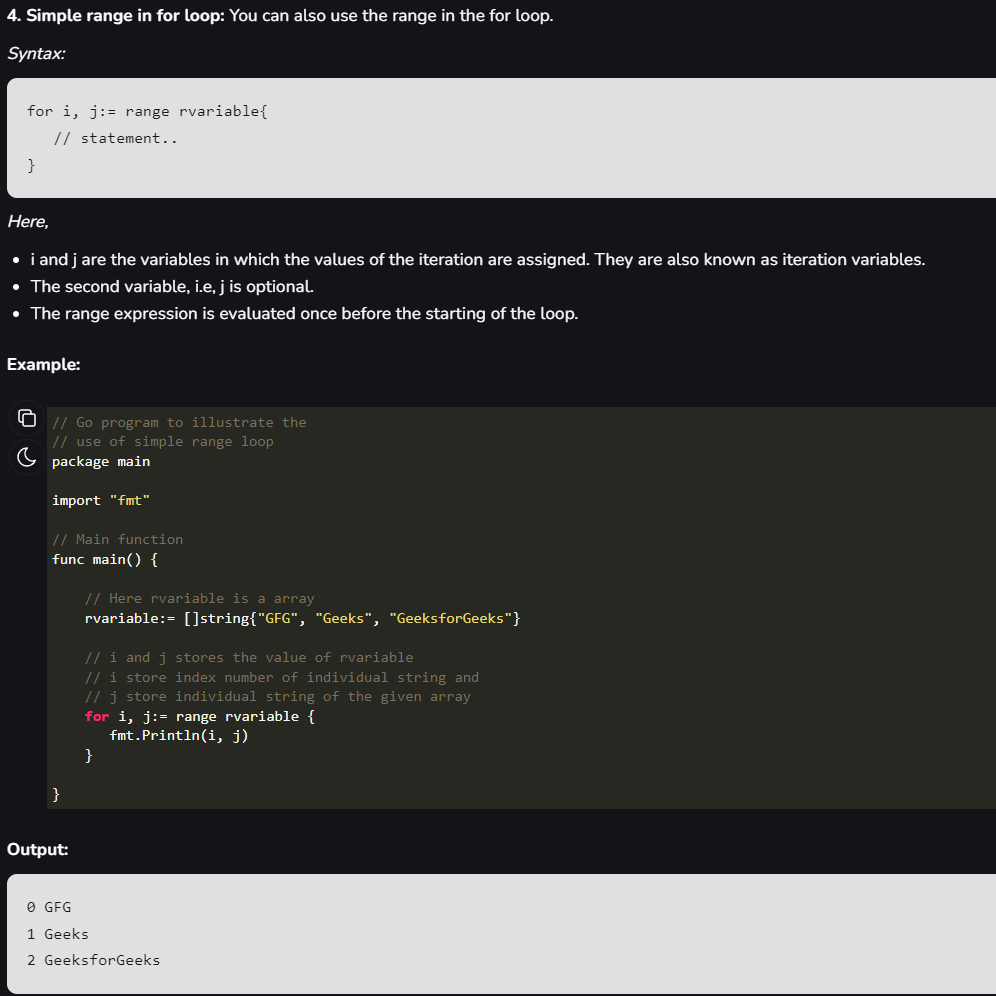 4. Simple range in for loop: You can also use the range in the for loop.
Syntax:
for i, j:= range rvariable{
   // statement..
}
Here,
• i and j are the variables in which the values of the iteration are assigned. They are also known as iteration variables.
• The second variable, i.e, j is optional.
• The range expression is evaluated once before the starting of the loop.
Example:
// Go program to illustrate the
// use of simple range loop
package main
import "fmt"
// Main function
func main() {
    // Here rvariable is a array
    rvariable:= []string{"GFG", "Geeks", "GeeksforGeeks"}
    // i and j stores the value of rvariable
    // i store index number of individual string and
    // j store individual string of the given array
    for i, j:= range rvariable {
       fmt.Println(i, j)
    }
}
Output:
0 GFG
1 Geeks
2 GeeksforGeeks